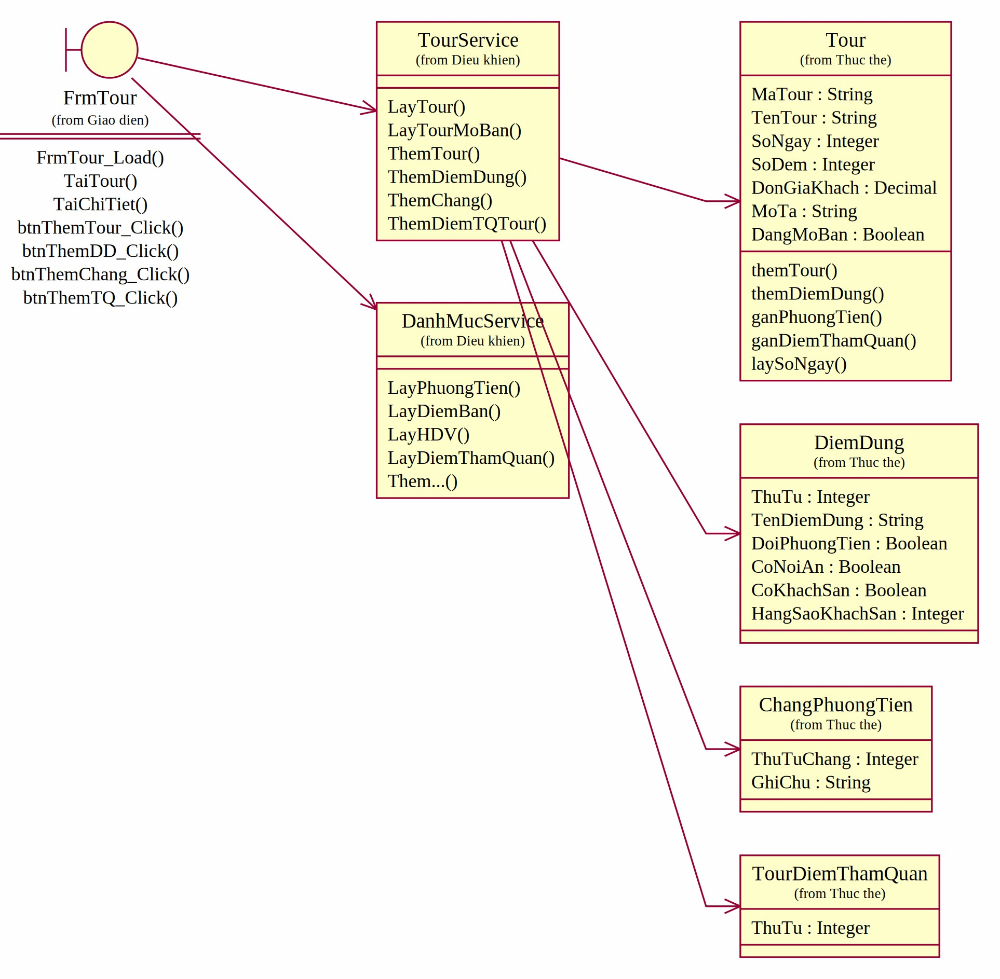 FrmTour
(from Giao dien)
FrmTour_Load()
TaiTour()
TaiChiTiet()
btnThemTour_Click()
btnThemDD_Click()
btnThemChang_Click()
btnThemTQ_Click()
TourService
(from Dieu khien)
LayTour()
LayTourMoBan()
ThemTour()
ThemDiemDung()
ThemChang()
ThemDiemTQTour()
DanhMucService
(from Dieu khien)
LayPhuongTien()
LayDiemBan()
LayHDV()
LayDiemThamQuan()
Them...()
Tour
(from Thuc the)
MaTour : String
TenTour : String
SoNgay : Integer
SoDem : Integer
DonGiaKhach : Decimal
MoTa : String
DangMoBan : Boolean
themTour()
themDiemDung()
ganPhuongTien()
ganDiemThamQuan()
laySoNgay()
DiemDung
(from Thuc the)
ThuTu : Integer
TenDiemDung : String
DoiPhuongTien : Boolean
CoNoiAn : Boolean
CoKhachSan : Boolean
HangSaoKhachSan : Integer
ChangPhuongTien
(from Thuc the)
ThuTuChang : Integer
GhiChu : String
TourDiemThamQuan
(from Thuc the)
ThuTu : Integer